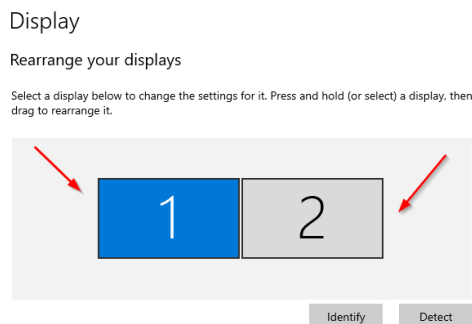 Display
Rearrange your displays
Select a display below to change the settings for it. Press and hold (or select) a display, then
drag to rearrange it.
1 2
Identify Detect